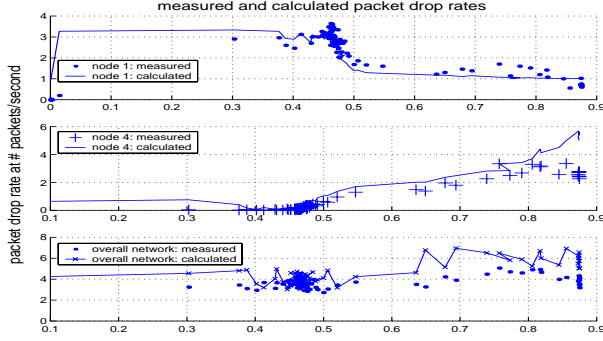 measured and calculated packet drop rates
4
3
2
1
0
node 1: measured
node 1: calculated
0 0.1 0.2 0.3 0.4 0.5 0.6 0.7 0.8 0.9
packet drop rate at # packets/second
6
4
2
0
node 4: measured
node 4: calculated
0.1 0.2 0.3 0.4 0.5 0.6 0.7 0.8 0.9
8
6
4
2
0
overall network: measured
overall network: calculated
0.1 0.2 0.3 0.4 0.5 0.6 0.7 0.8 0.9